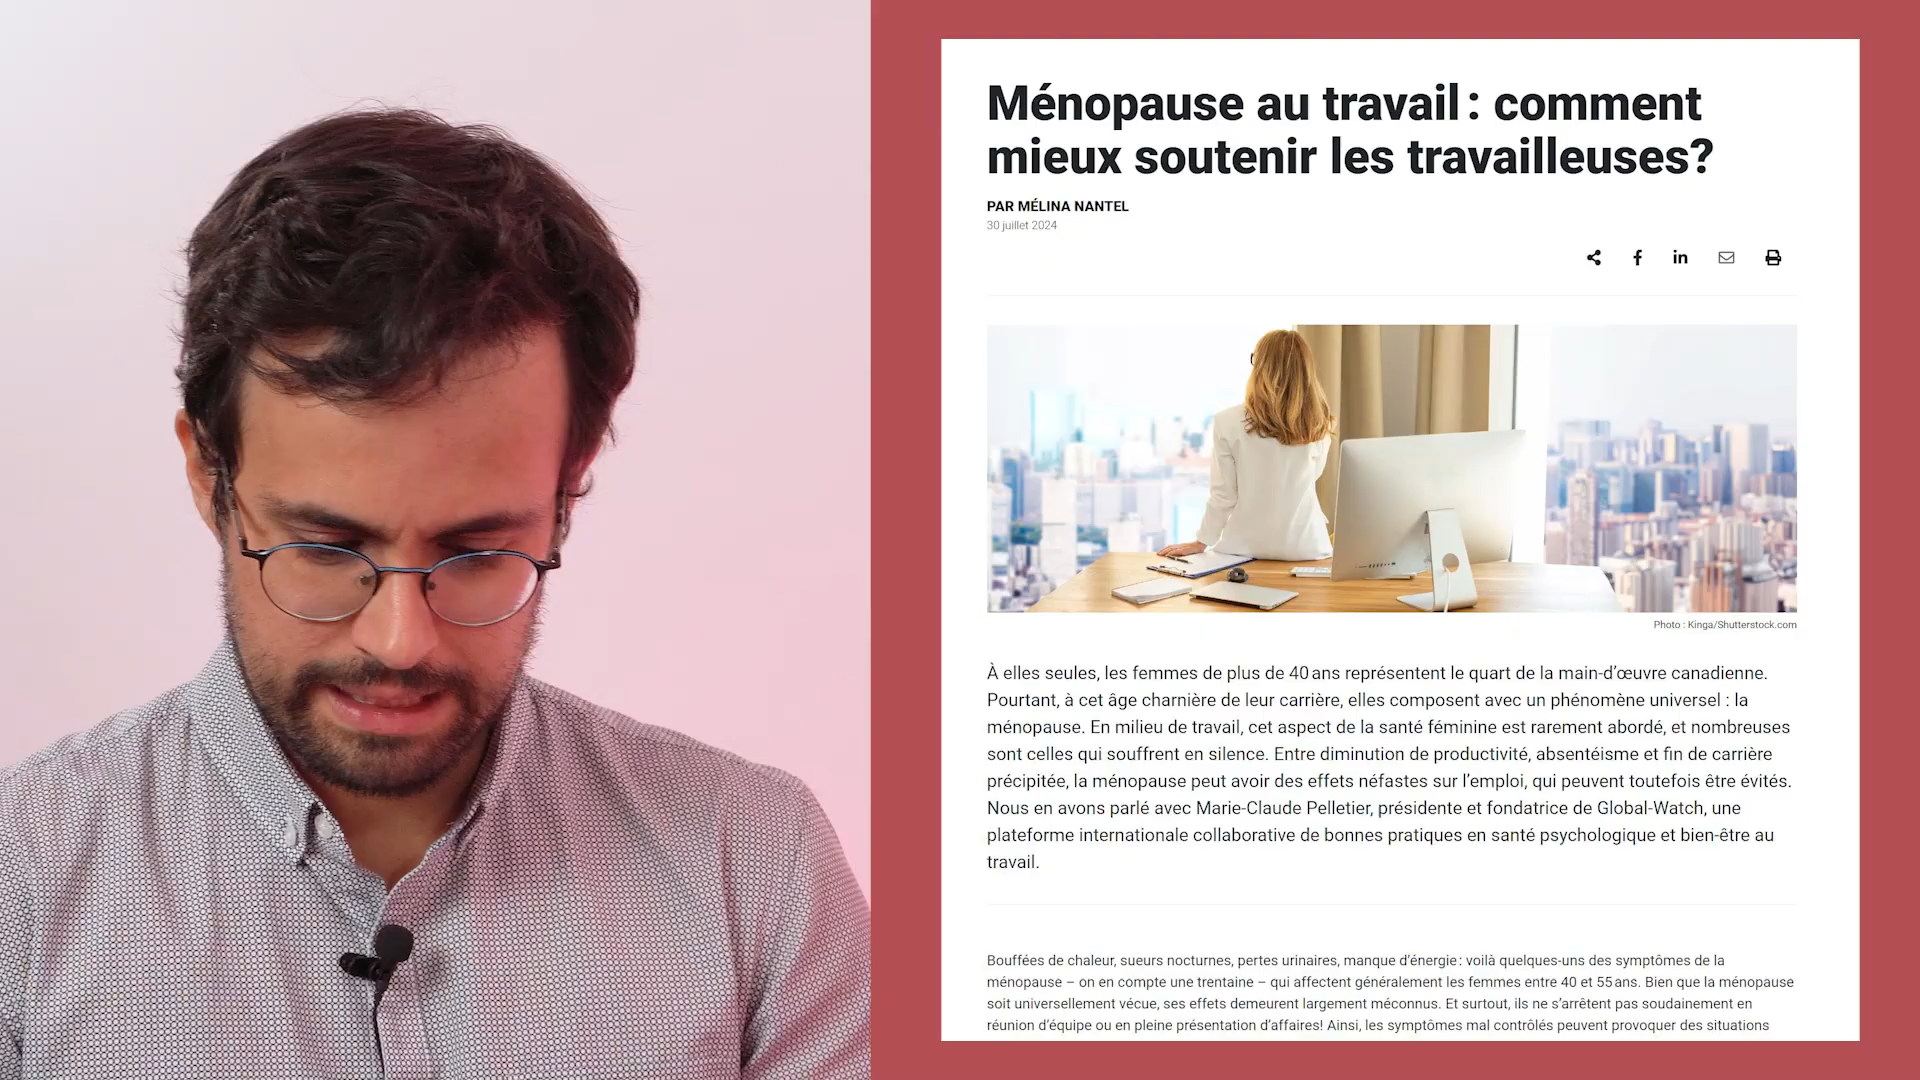 Ménopause au travail : comment
mieux soutenir les travailleuses?
PAR MÉLINA NANTEL
30 juillet 2024
Photo : Kinga/Shutterstock.com
À elles seules, les femmes de plus de 40 ans représentent le quart de la main-d’œuvre canadienne.
Pourtant, à cet âge charnière de leur carrière, elles composent avec un phénomène universel : la
ménopause. En milieu de travail, cet aspect de la santé féminine est rarement abordé, et nombreuses
sont celles qui souffrent en silence. Entre diminution de productivité, absentéisme et fin de carrière
précipitée, la ménopause peut avoir des effets néfastes sur l’emploi, qui peuvent toutefois être évités.
Nous en avons parlé avec Marie-Claude Pelletier, présidente et fondatrice de Global-Watch, une
plateforme internationale collaborative de bonnes pratiques en santé psychologique et bien-être au
travail.
Bouffées de chaleur, sueurs nocturnes, pertes urinaires, manque d’énergie : voilà quelques-uns des symptômes de la
ménopause – on en compte une trentaine – qui affectent généralement les femmes entre 40 et 55 ans. Bien que la ménopause
soit universellement vécue, ses effets demeurent largement méconnus. Et surtout, ils ne s’arrêtent pas soudainement en
réunion d’équipe ou en pleine présentation d’affaires! Ainsi, les symptômes mal contrôlés peuvent provoquer des situations